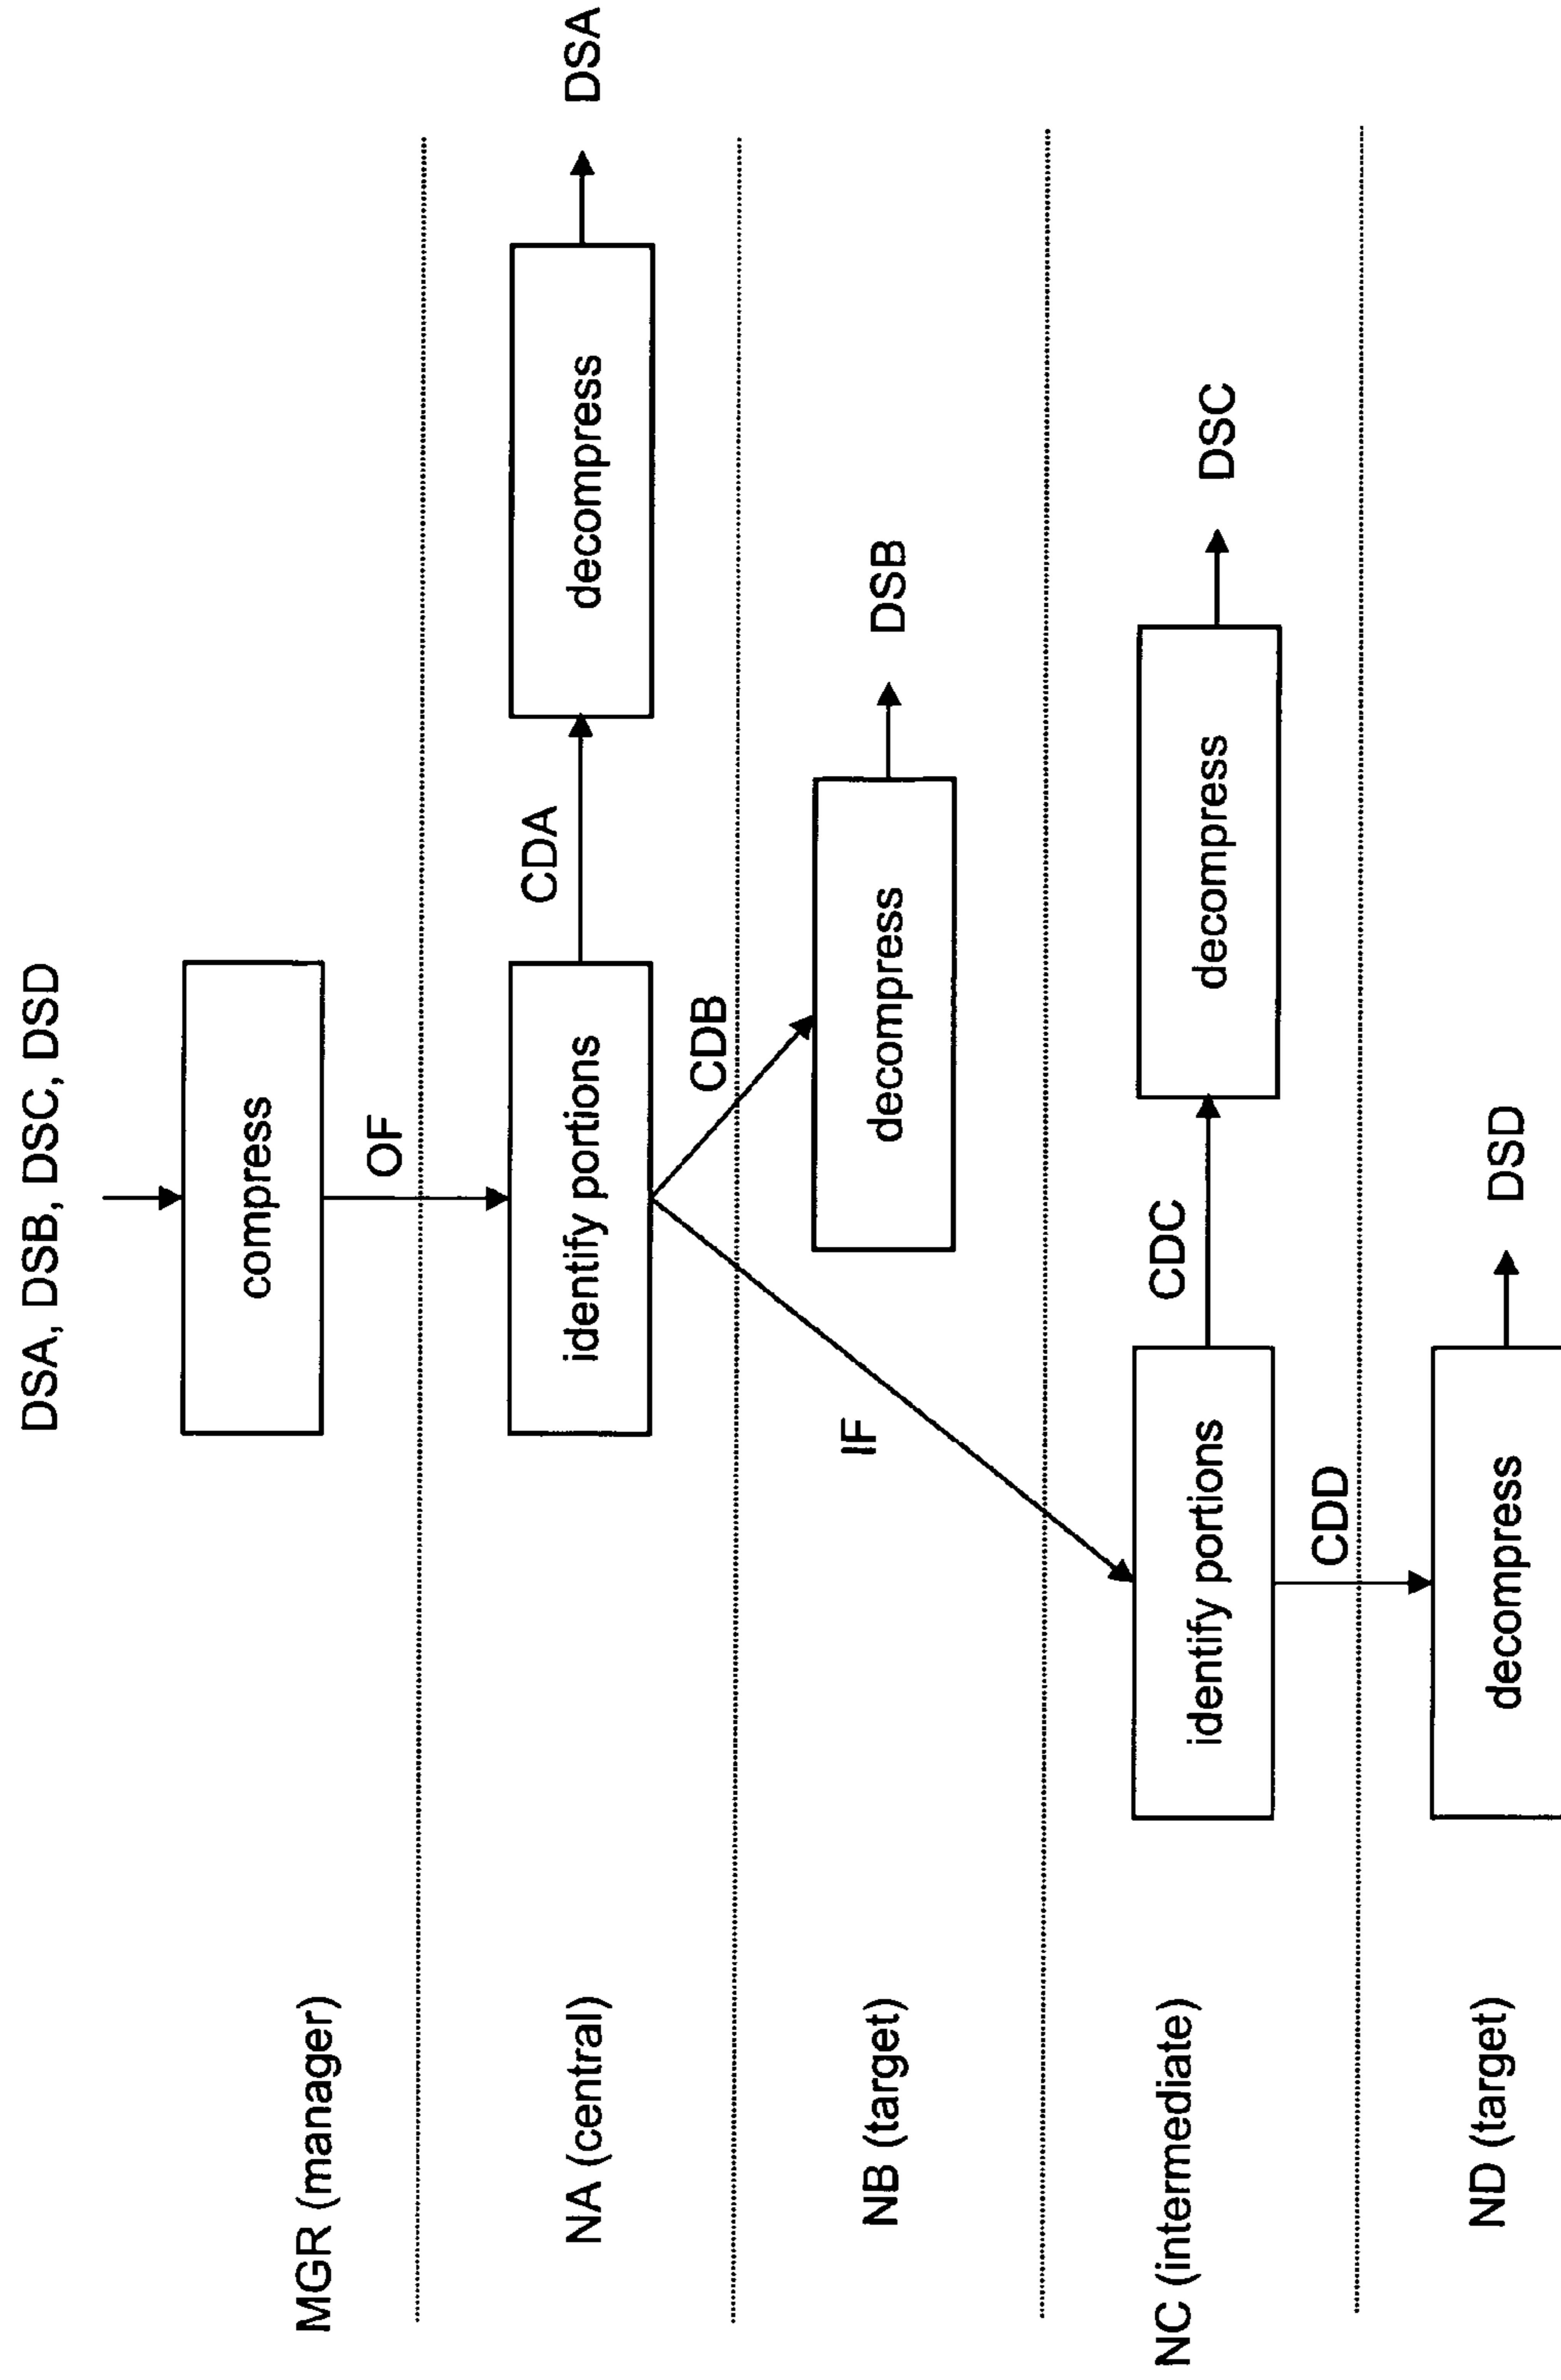 DSA, DSB, DSC, DSD
MGR (manager)
compress
OF
NA (central)
identify portions
CDA
decompress
DSA
CDB
NB (target)
decompress
DSB
IF
NC (intermediate)
identify portions
CDC
decompress
DSC
CDD
ND (target)
decompress
DSD